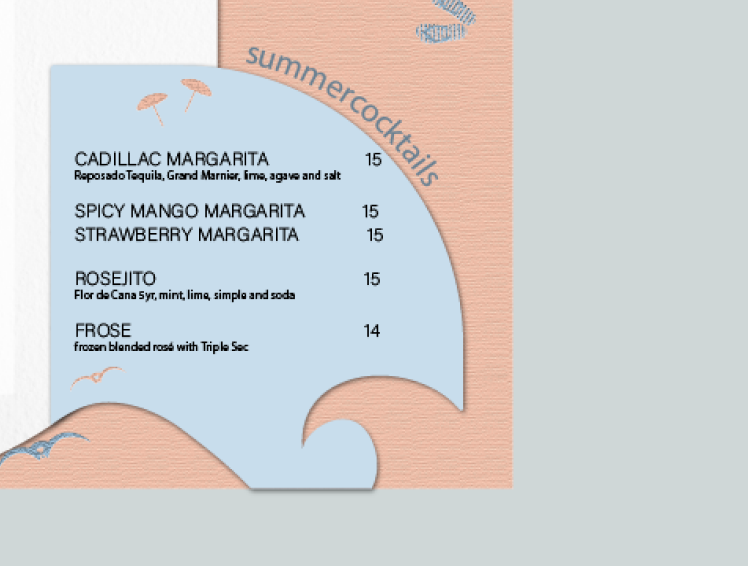 summercocktails
CADILLAC MARGARITA 15
Reposado Tequila, Grand Marnier, lime, agave and salt
SPICY MANGO MARGARITA 15
STRAWBERRY MARGARITA 15
ROSEJITO 15
Flor de Cana 5yr, mint, lime, simple and soda
FROSE 14
frozen blended rosé with Triple Sec